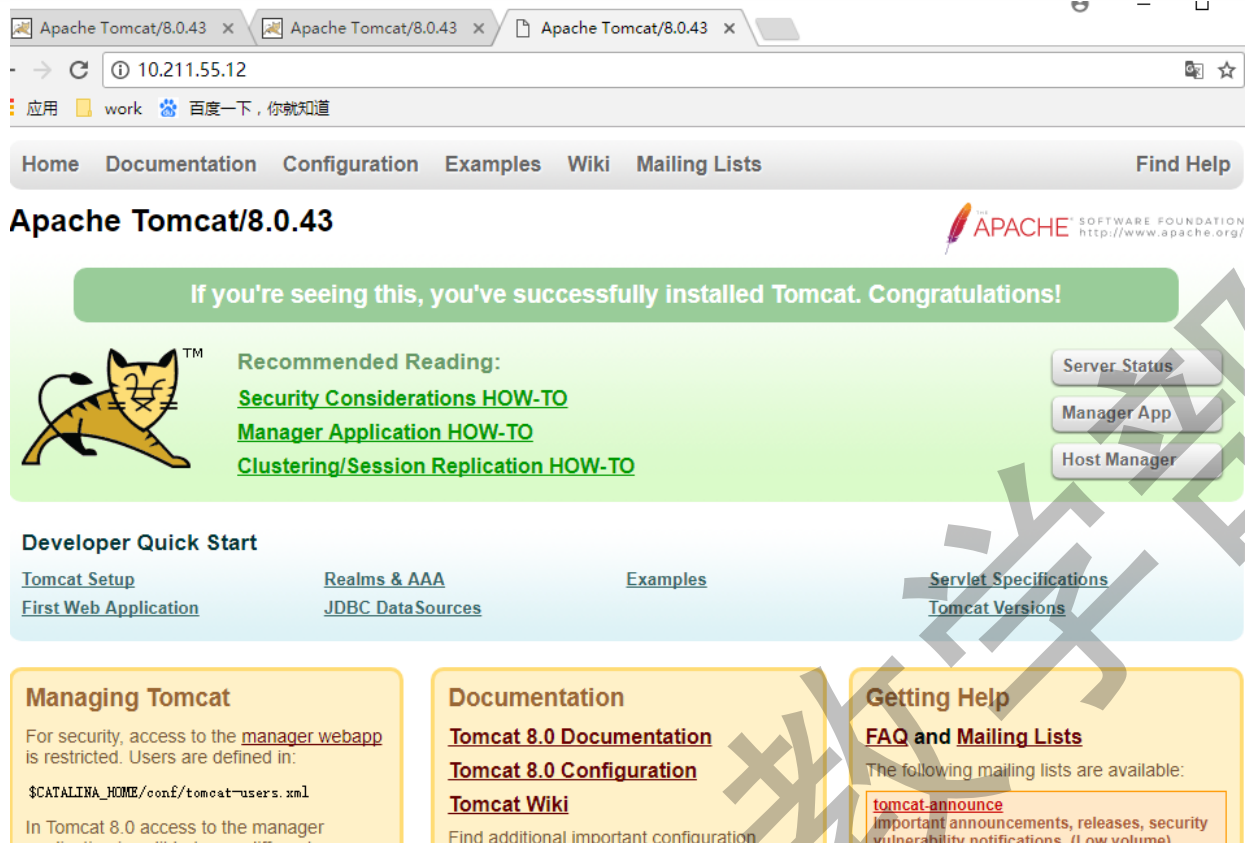 Apache Tomcat/8.0.43 Apache Tomcat/8.0.43 Apache Tomcat/8.0.43
10.211.55.12
应用 work 百度一下，你就知道
Home Documentation Configuration Examples Wiki Mailing Lists Find Help
Apache Tomcat/8.0.43
THE APACHE SOFTWARE FOUNDATION
http://www.apache.org/
If you're seeing this, you've successfully installed Tomcat. Congratulations!
TM
Recommended Reading:
Security Considerations HOW-TO
Manager Application HOW-TO
Clustering/Session Replication HOW-TO
Server Status
Manager App
Host Manager
Developer Quick Start
Tomcat Setup Realms & AAA Examples Servlet Specifications
First Web Application JDBC DataSources Tomcat Versions
Managing Tomcat
For security, access to the manager webapp
is restricted. Users are defined in:
$CATALINA_HOME/conf/tomcat-users.xml
In Tomcat 8.0 access to the manager
Documentation
Tomcat 8.0 Documentation
Tomcat 8.0 Configuration
Tomcat Wiki
Find additional important configuration
Getting Help
FAQ and Mailing Lists
The following mailing lists are available:
tomcat-announce
Important announcements, releases, security
vulnerability notifications. (Low volume).
教学部